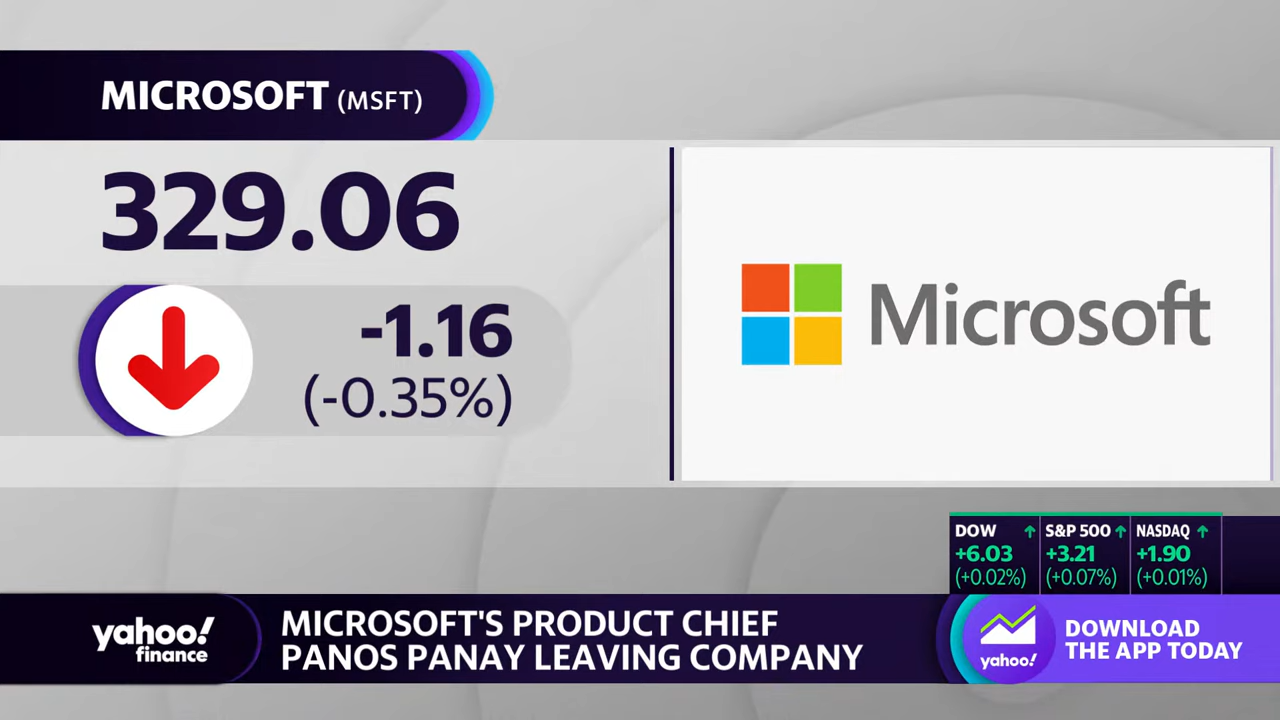 MICROSOFT (MSFT)
329.06
-1.16
(-0.35%)
Microsoft
DOW
+6.03
(+0.02%)
S&P 500
+3.21
(+0.07%)
NASDAQ
+1.90
(+0.01%)
yahoo!
finance
MICROSOFT'S PRODUCT CHIEF
PANOS PANAY LEAVING COMPANY
yahoo!
DOWNLOAD
THE APP TODAY